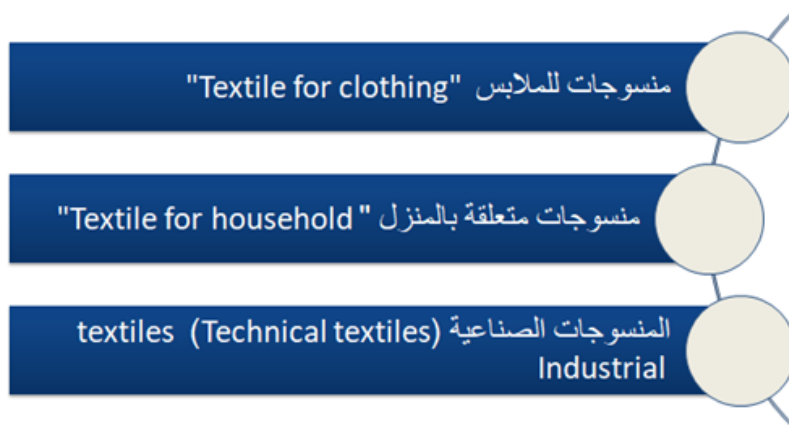 منسوجات للملابس "Textile for clothing"
منسوجات متعلقة بالمنزل "Textile for household"
المنسوجات الصناعية (Technical textiles) textiles
Industrial